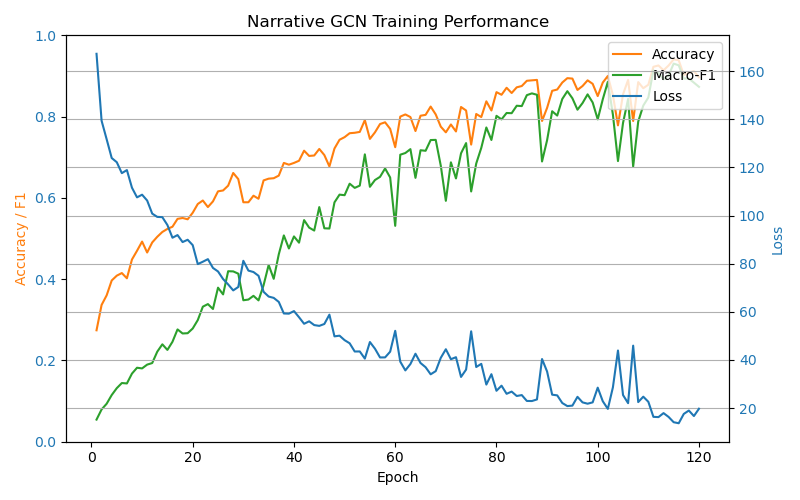 Narrative GCN Training Performance
Accuracy / F1
1.0
0.8
0.6
0.4
0.2
0.0
Accuracy
Macro-F1
Loss
160
140
120
100
80
60
40
20
Loss
0 20 40 60 80 100 120
Epoch